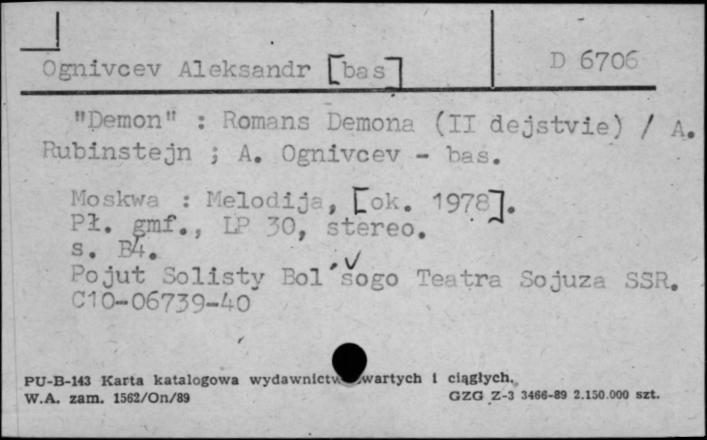 Ognivcev Aleksandr [bas]
D 6706
"Demon" : Romans Demona (II dejstvie) / A.
Rubinstejn ; A. Ognivcev - bas.
Moskwa : Melodija, [ok. 1978].
Pł. gmf., LP 30, stereo.
s. B4.
Pojut Solisty Bol'šogo Teatra Sojuza SSR.
C10-06739-40
PU-B-143 Karta katalogowa wydawnictw zwartych i ciągłych.
W.A. zam. 1562/On/89
GZG Z-3 3466-89 2.150.000 szt.